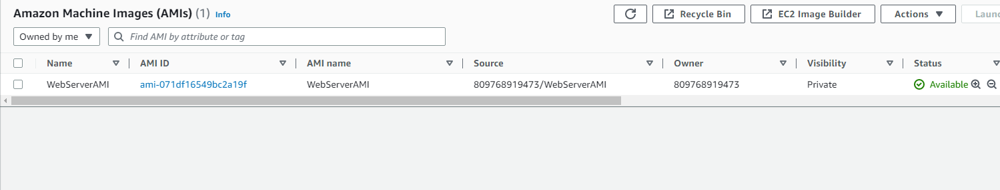 Amazon Machine Images (AMIs) (1) Info
Recycle Bin
EC2 Image Builder
Actions
Launc
Owned by me
Find AMI by attribute or tag
Name AMI ID AMI name Source Owner Visibility Status
WebServerAMI ami-071df16549bc2a19f WebServerAMI 809768919473/WebServerAMI 809768919473 Private Available